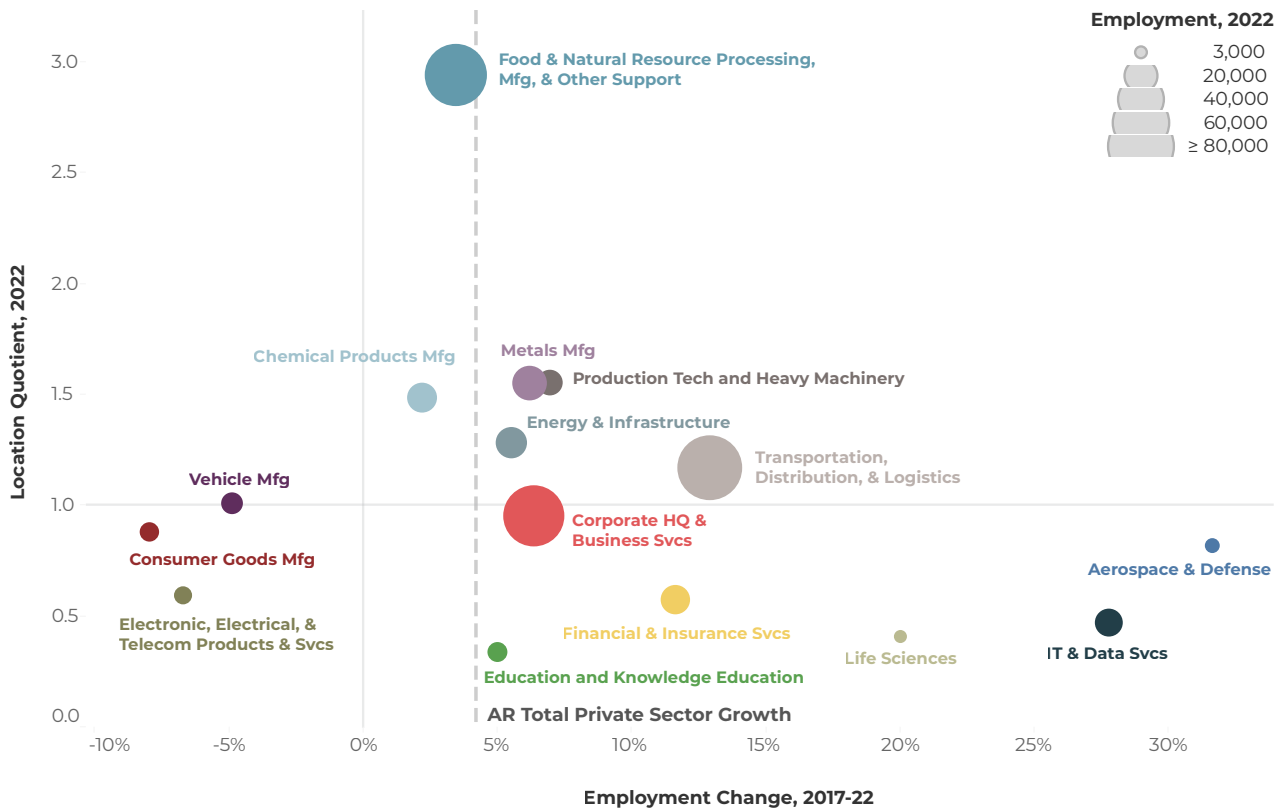 Employment, 2022
3,000
20,000
40,000
60,000
≥ 80,000
Location Quotient, 2022
3.0
2.5
2.0
1.5
1.0
0.5
0.0
Food & Natural Resource Processing,
Mfg, & Other Support
Chemical Products Mfg
Metals Mfg
Production Tech and Heavy Machinery
Energy & Infrastructure
Transportation,
Distribution, & Logistics
Vehicle Mfg
Corporate HQ &
Business Svcs
Consumer Goods Mfg
Aerospace & Defense
Electronic, Electrical, &
Telecom Products & Svcs
Financial & Insurance Svcs
Life Sciences
IT & Data Svcs
Education and Knowledge Education
AR Total Private Sector Growth
-10%
-5%
0%
5%
10%
15%
20%
25%
30%
Employment Change, 2017-22